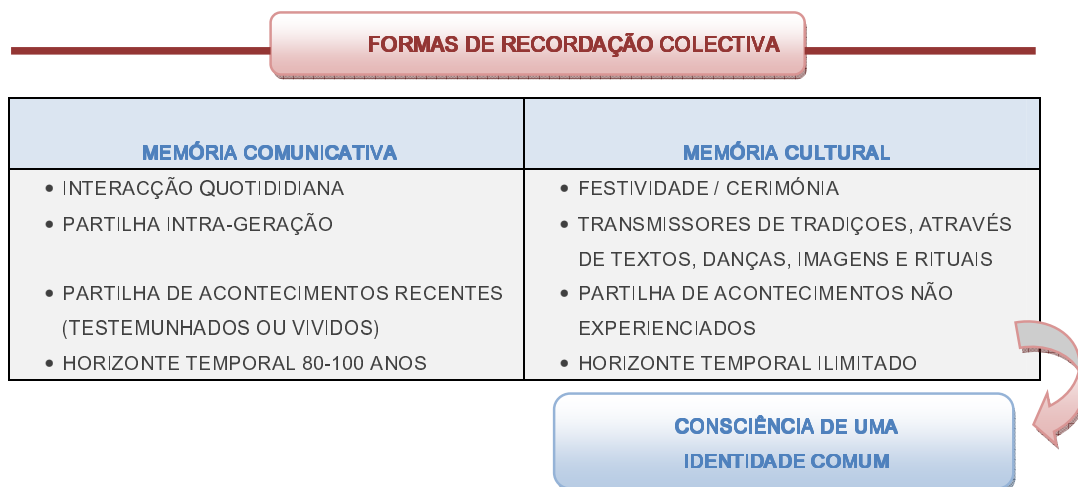 FORMAS DE RECORDAÇÃO COLECTIVA
MEMÓRIA COMUNICATIVA
• INTERACÇÃO QUOTIDIDIANA
• PARTILHA INTRA-GERAÇÃO
• PARTILHA DE ACONTECIMENTOS RECENTES
(TESTEMUNHADOS OU VIVIDOS)
• HORIZONTE TEMPORAL 80-100 ANOS
MEMÓRIA CULTURAL
• FESTIVIDADE / CERIMÓNIA
• TRANSMISSORES DE TRADIÇOES, ATRAVÉS
DE TEXTOS, DANÇAS, IMAGENS E RITUAIS
• PARTILHA DE ACONTECIMENTOS NÃO
EXPERIENCIADOS
• HORIZONTE TEMPORAL ILIMITADO
CONSCIÊNCIA DE UMA
IDENTIDADE COMUM